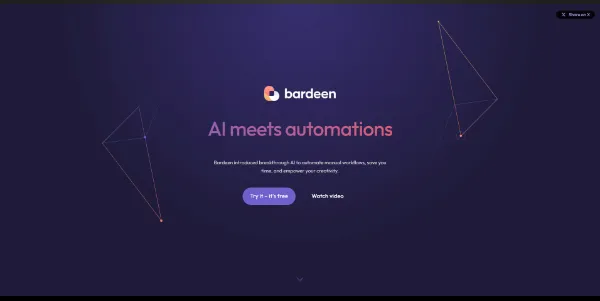 Share on X
bardeen
AI meets automations
Bardeen introduced breakthrough AI to automate manual workflows, save you
time, and empower your creativity
Try it – it's free
Watch video